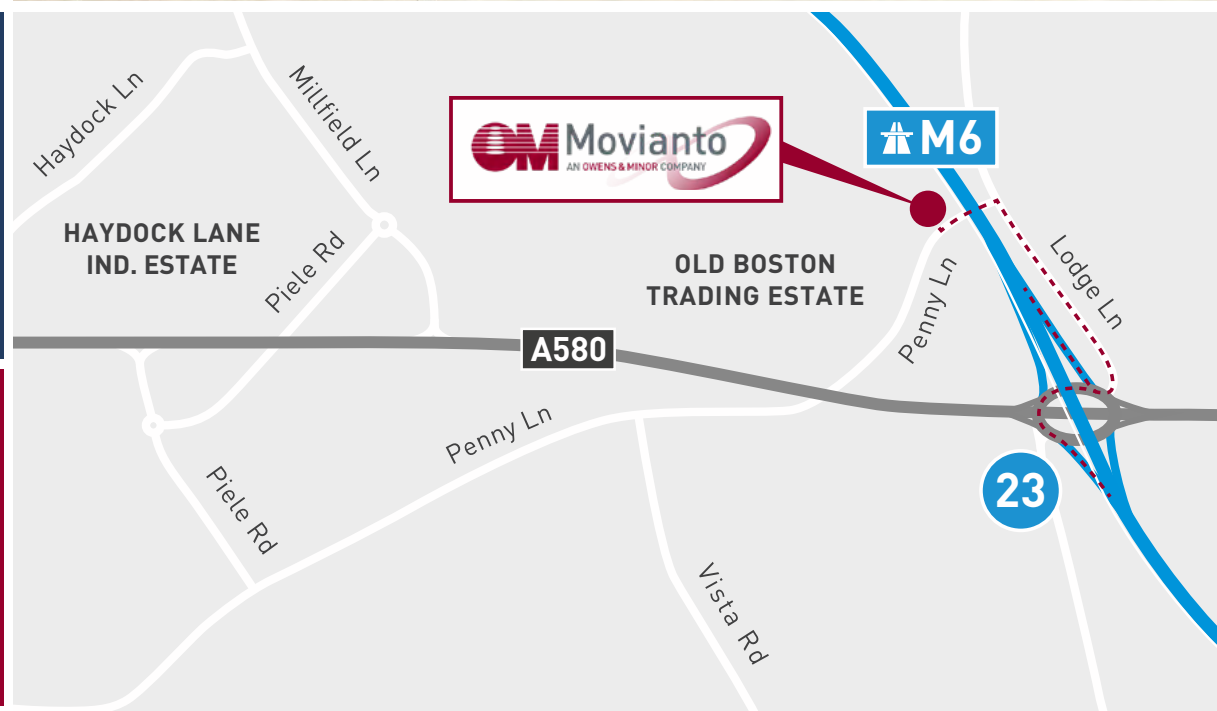 Haydock Ln
Millfield Ln
OM Movianto
AN OWENS & MINOR COMPANY
M6
HAYDOCK LANE
IND. ESTATE
Piele Rd
OLD BOSTON
TRADING ESTATE
Penny Ln
Lodge Ln
A580
Penny Ln
23
Piele Rd
Vista Rd